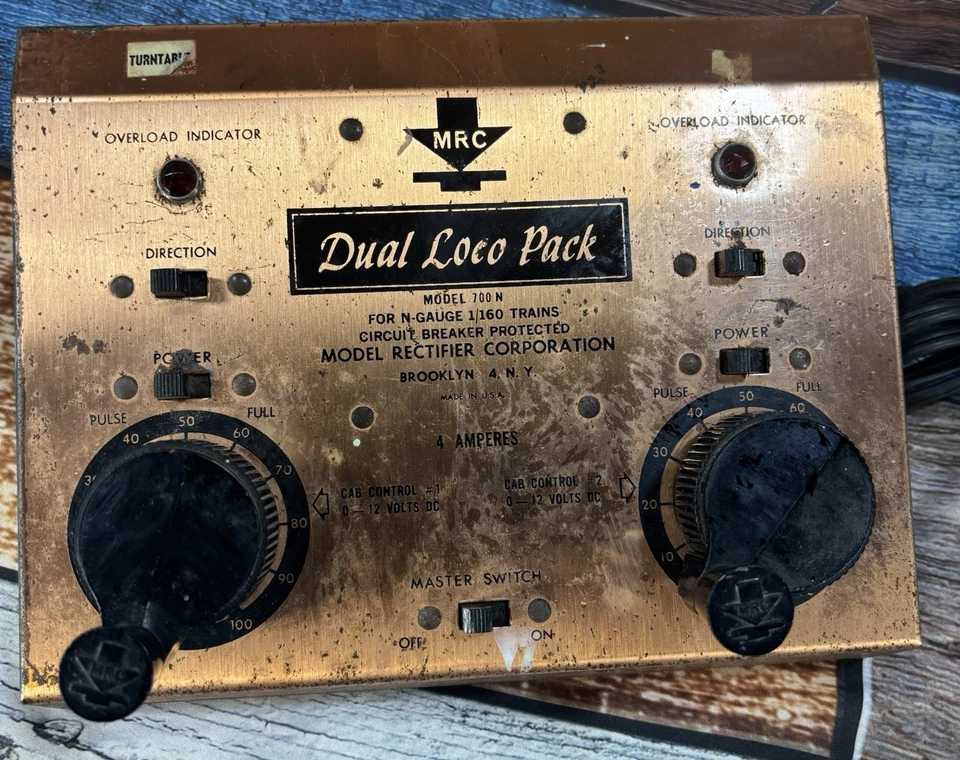 TURNTABLE
OVERLOAD INDICATOR
MRC
OVERLOAD INDICATOR
DIRECTION
DIRECTION
Dual Loco Pack
MODEL 700 N
FOR N-GAUGE 1/160 TRAINS
CIRCUIT BREAKER PROTECTED
MODEL RECTIFIER CORPORATION
BROOKLYN 4, N.Y.
MADE IN U.S.A.
POWER
PULSE FULL
30 40 50 60 70 80 90 100
POWER
PULSE FULL
10 20 30 40 50 60
4 AMPERES
CAB CONTROL #1
0—12 VOLTS DC
CAB CONTROL #2
0—12 VOLTS DC
MASTER SWITCH
OFF ON
MRC
MRC